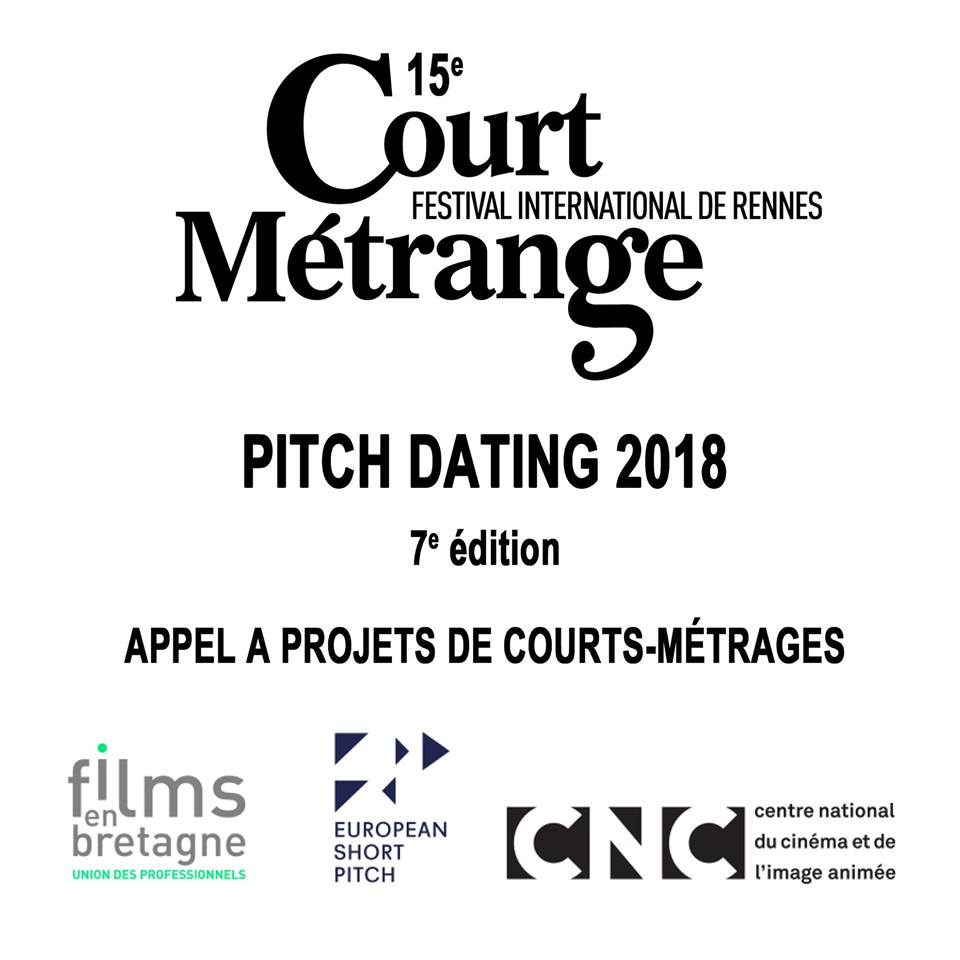 15e
Court
FESTIVAL INTERNATIONAL DE RENNES
Métrange
PITCH DATING 2018
7e édition
APPEL A PROJETS DE COURTS-MÉTRAGES
films
en
bretagne
UNION DES PROFESSIONNELS
EUROPEAN
SHORT
PITCH
CNC
centre national
du cinéma et de
l'image animée